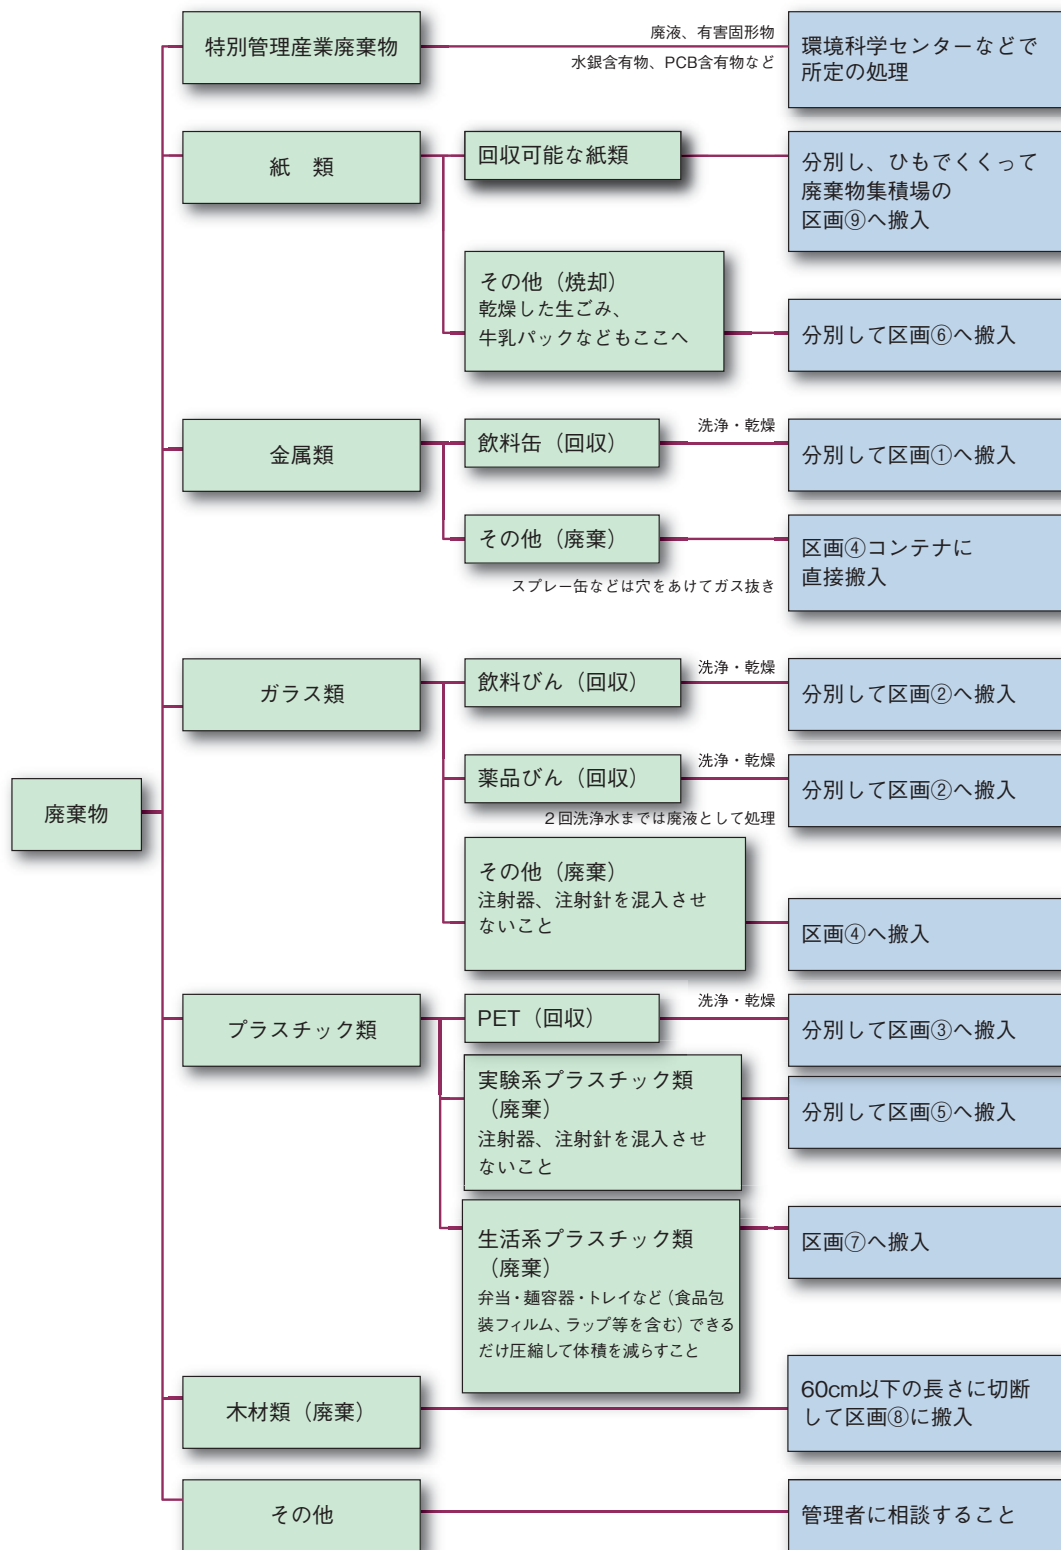 特別管理産業廃棄物
廃液、有害固形物
水銀含有物、PCB含有物など
環境科学センターなどで
所定の処理
紙　類
回収可能な紙類
分別し、ひもでくくって
廃棄物集積場の
区画⑨へ搬入
その他（焼却）
乾燥した生ごみ、
牛乳パックなどもここへ
分別して区画⑥へ搬入
金属類
飲料缶（回収）
洗浄・乾燥
分別して区画①へ搬入
その他（廃棄）
スプレー缶などは穴をあけてガス抜き
区画④コンテナに
直接搬入
ガラス類
飲料びん（回収）
洗浄・乾燥
分別して区画②へ搬入
薬品びん（回収）
洗浄・乾燥
２回洗浄水までは廃液として処理
分別して区画②へ搬入
廃棄物
その他（廃棄）
注射器、注射針を混入させ
ないこと
区画④へ搬入
プラスチック類
PET（回収）
洗浄・乾燥
分別して区画③へ搬入
実験系プラスチック類
（廃棄）
注射器、注射針を混入させ
ないこと
分別して区画⑤へ搬入
生活系プラスチック類
（廃棄）
弁当・麺容器・トレイなど（食品包
装フィルム、ラップ等を含む）できる
だけ圧縮して体積を減らすこと
区画⑦へ搬入
木材類（廃棄）
60cm以下の長さに切断
して区画⑧に搬入
その他
管理者に相談すること